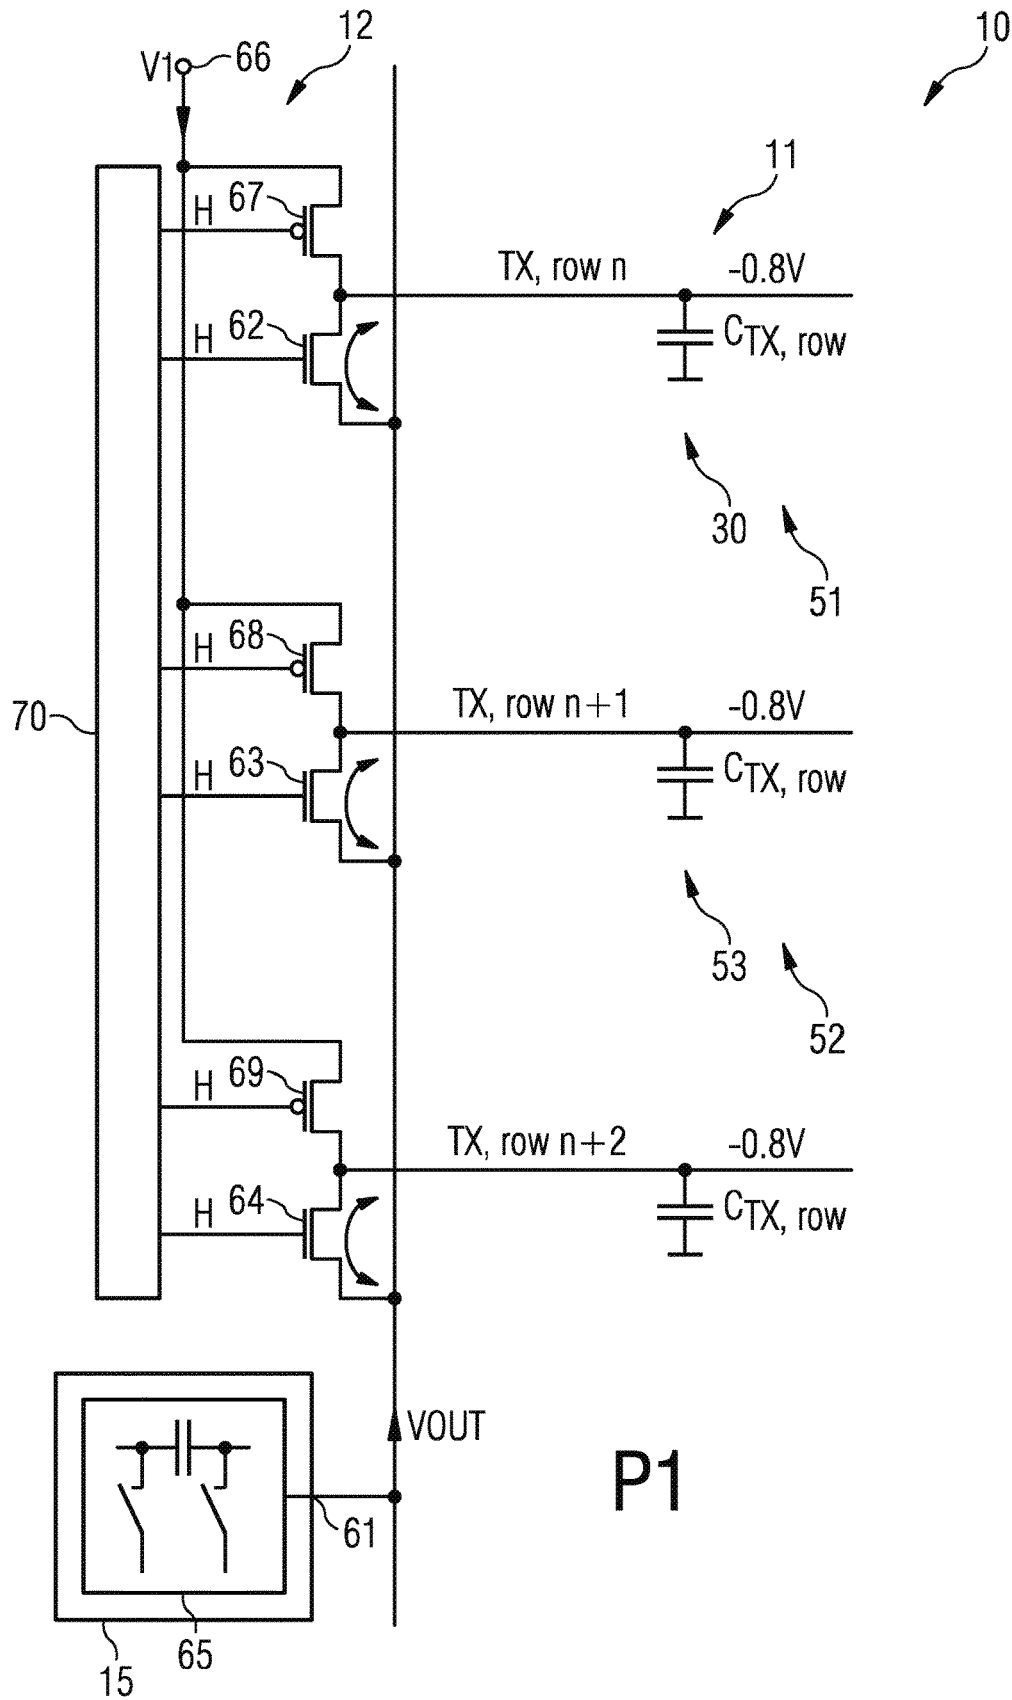 12
10
V1
66
11
H
67
TX, row n
-0.8V
H
62
CTX, row
30
51
H
68
TX, row n+1
-0.8V
70
H
63
CTX, row
53
52
H
69
TX, row n+2
-0.8V
H
64
CTX, row
VOUT
P1
61
65
15